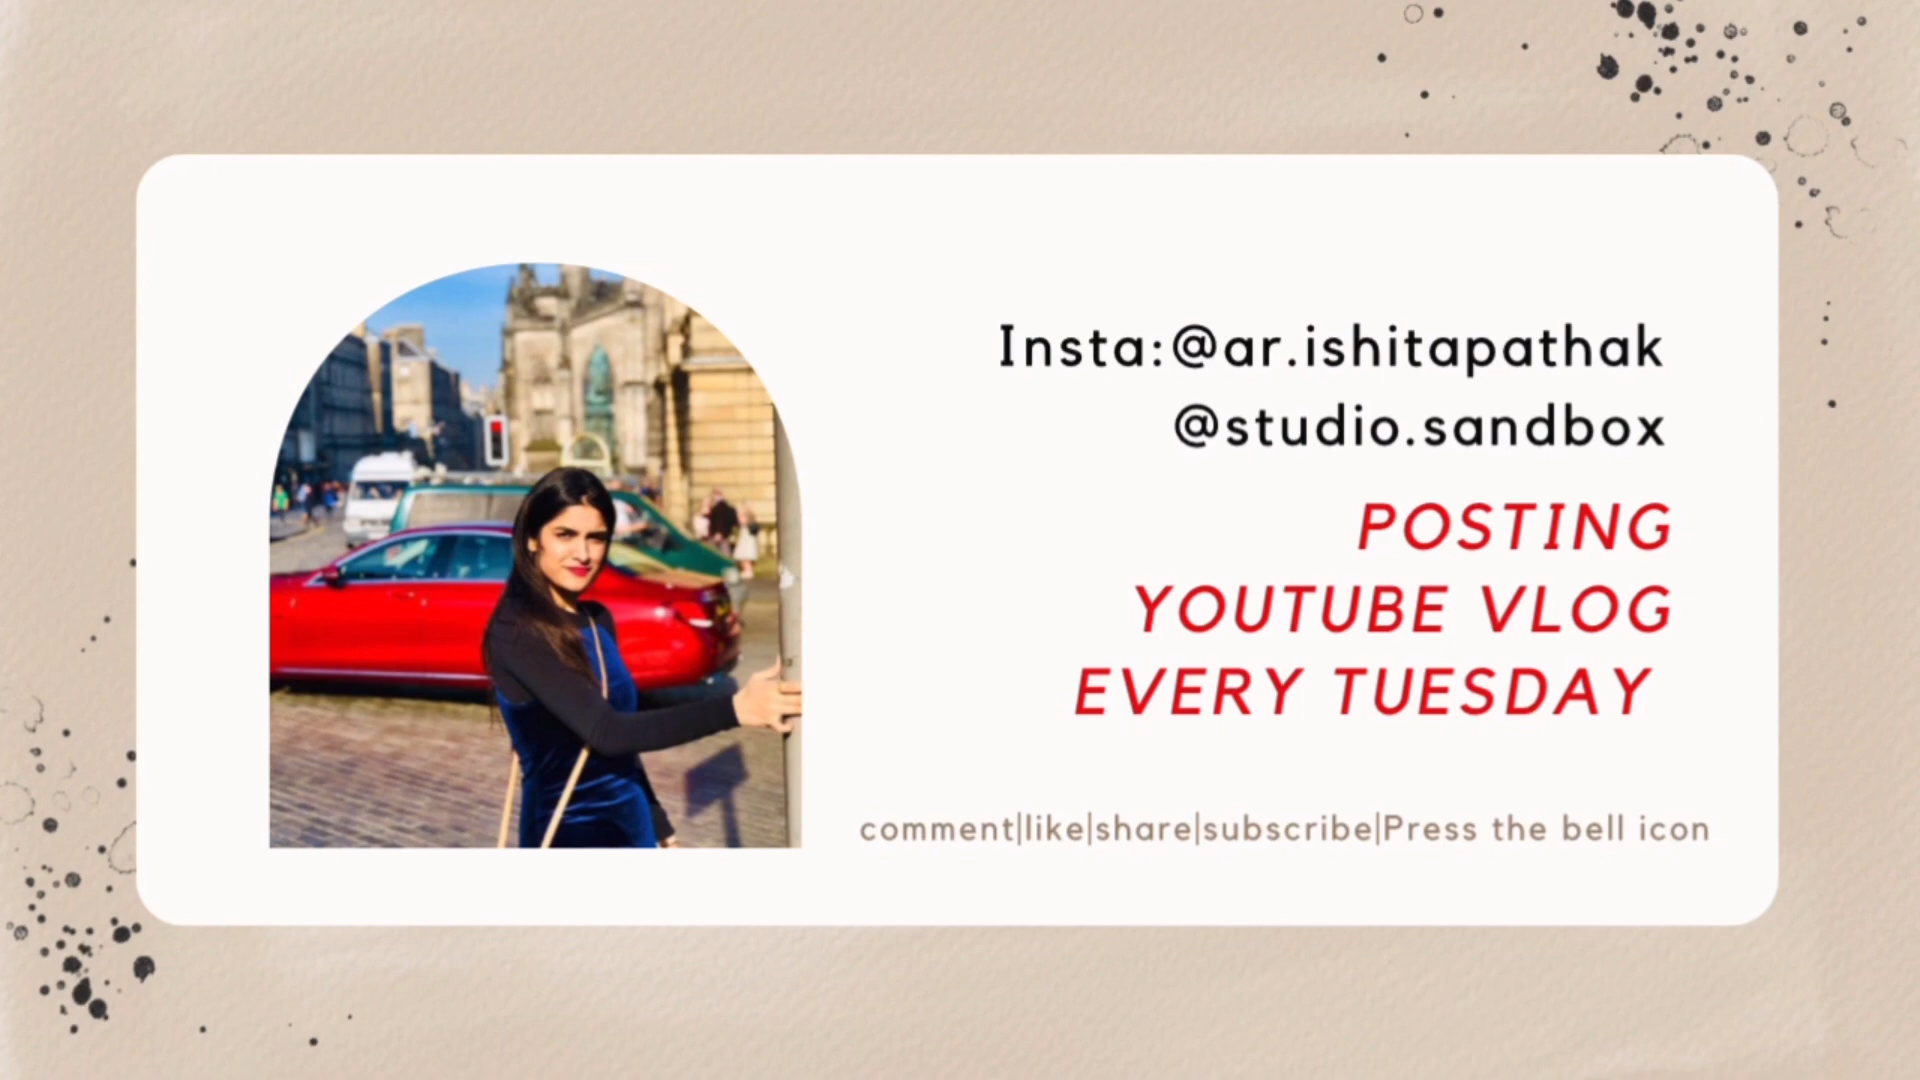 Insta:@ar.ishitapathak
@studio.sandbox
POSTING
YOUTUBE VLOG
EVERY TUESDAY
comment|like|share|subscribe|Press the bell icon